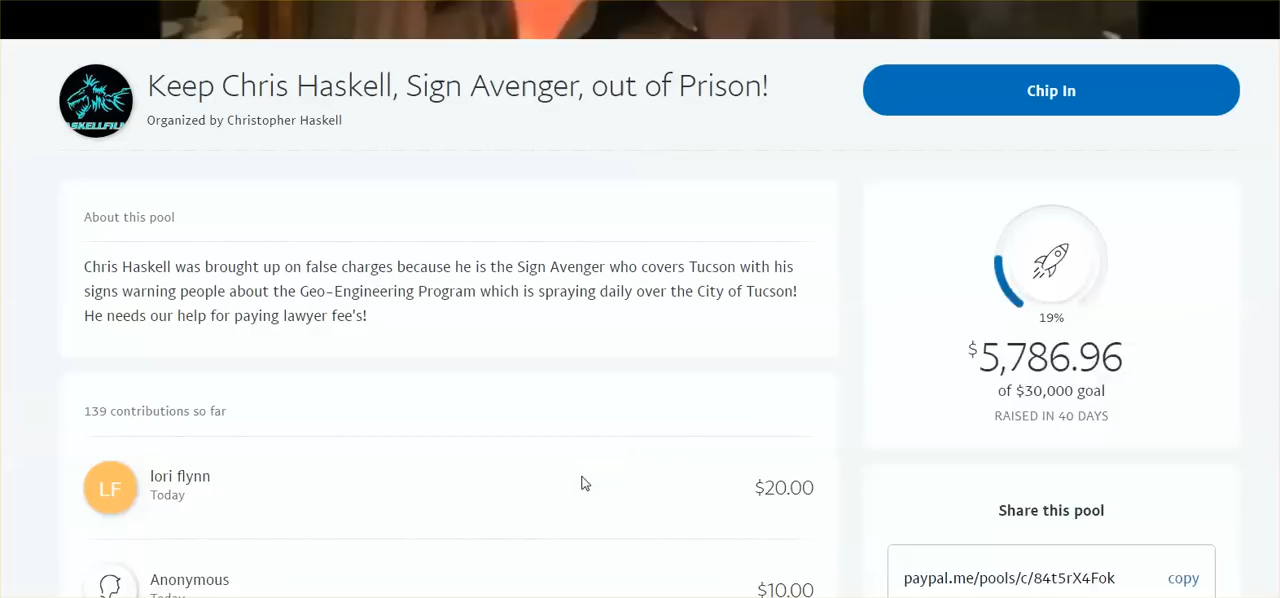 Keep Chris Haskell, Sign Avenger, out of Prison!
Organized by Christopher Haskell
Chip In
About this pool
Chris Haskell was brought up on false charges because he is the Sign Avenger who covers Tucson with his
signs warning people about the Geo-Engineering Program which is spraying daily over the City of Tucson!
He needs our help for paying lawyer fee's!
19%
$5,786.96
of $30,000 goal
RAISED IN 40 DAYS
139 contributions so far
LF
lori flynn
Today
$20.00
Anonymous
Today
$10.00
Share this pool
paypal.me/pools/c/84t5rX4Fok
copy